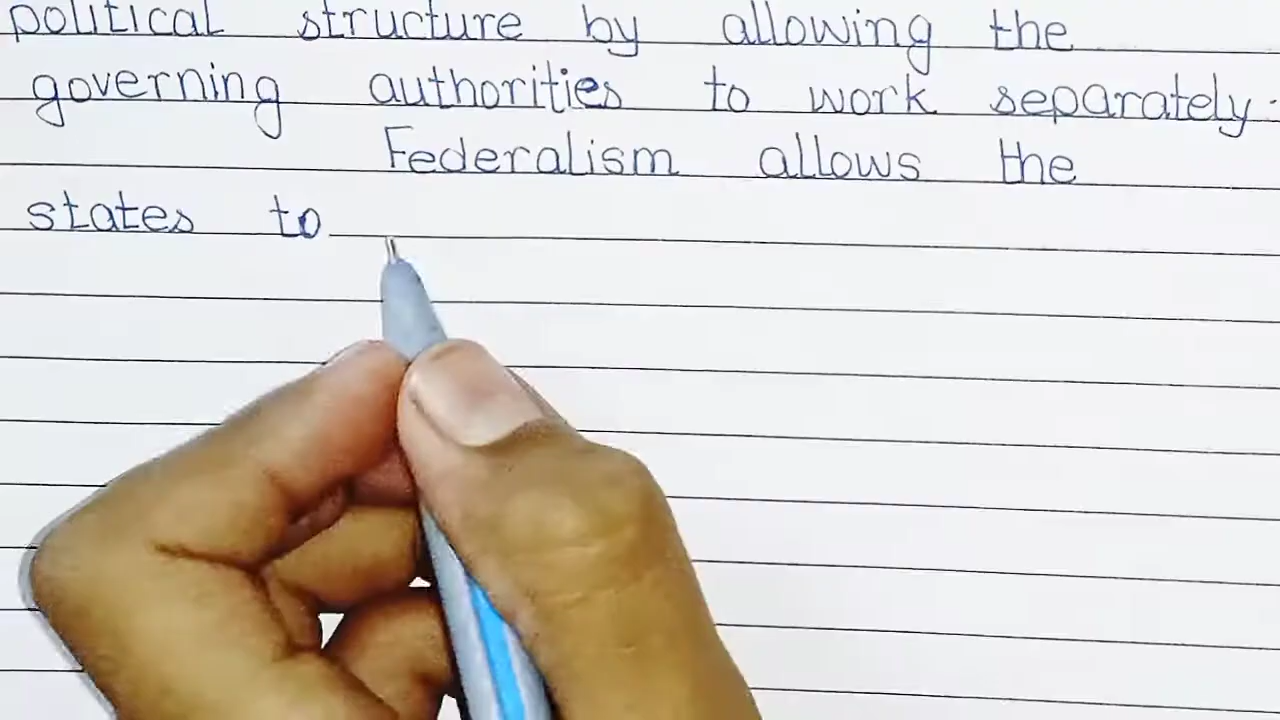 political structure by allowing the
governing authorities to work separately.
Federalism allows the
states to